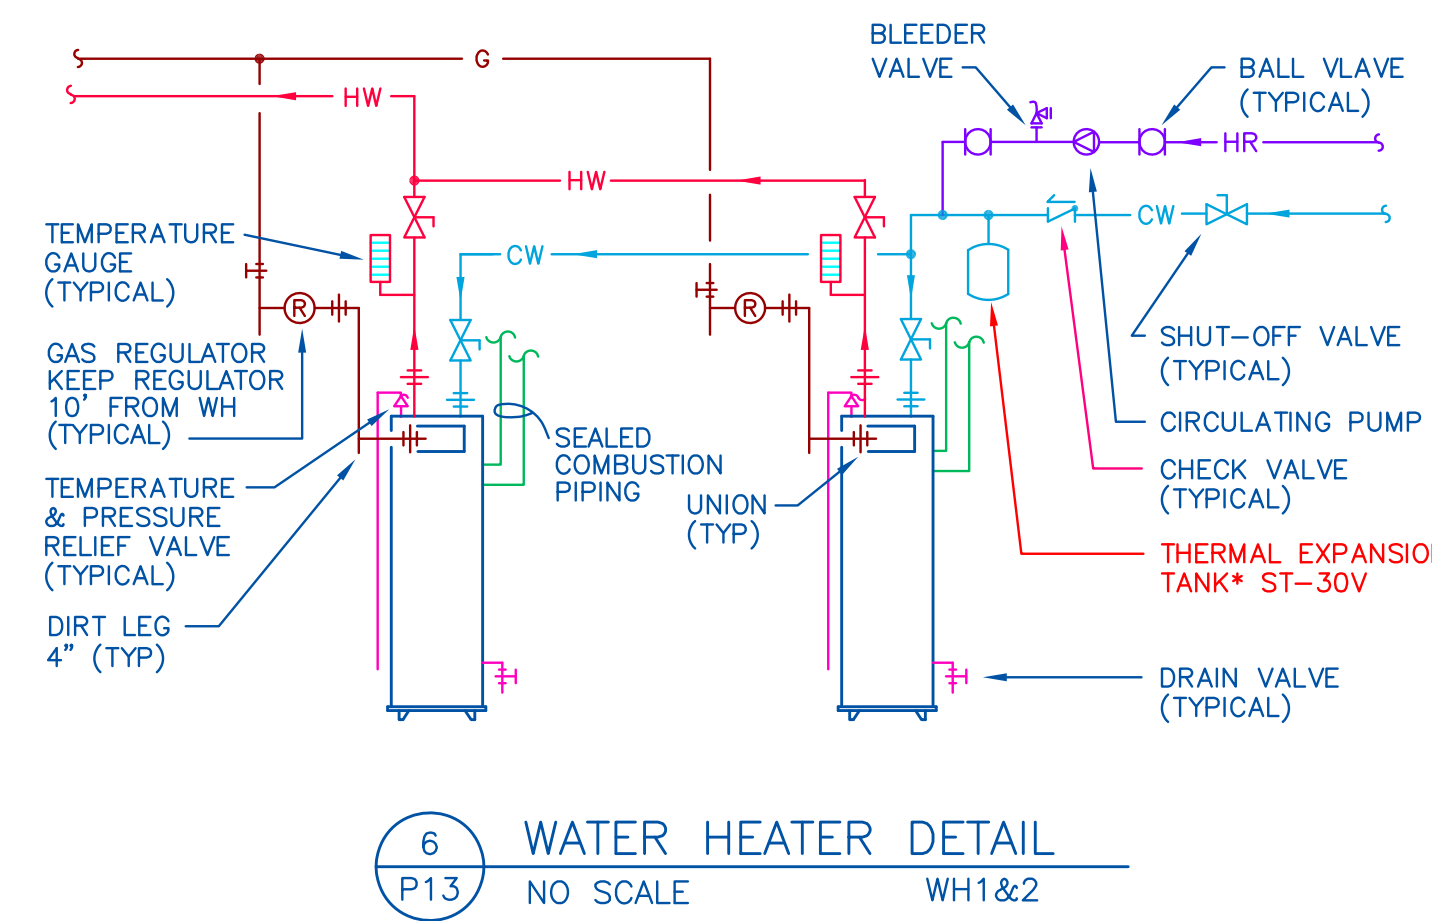 BLEEDER
VALVE
BALL VLAVE
(TYPICAL)
G
HW
HR
HW
CW
TEMPERATURE
GAUGE
(TYPICAL)
CW
R
R
SHUT-OFF VALVE
(TYPICAL)
GAS REGULATOR
KEEP REGULATOR
10' FROM WH
(TYPICAL)
CIRCULATING PUMP
SEALED
COMBUSTION
PIPING
CHECK VALVE
(TYPICAL)
TEMPERATURE
& PRESSURE
RELIEF VALVE
(TYPICAL)
UNION
(TYP)
THERMAL EXPANSION
TANK* ST-30V
DIRT LEG
4" (TYP)
DRAIN VALVE
(TYPICAL)
6
P13
WATER HEATER DETAIL
NO SCALE
WH1&2